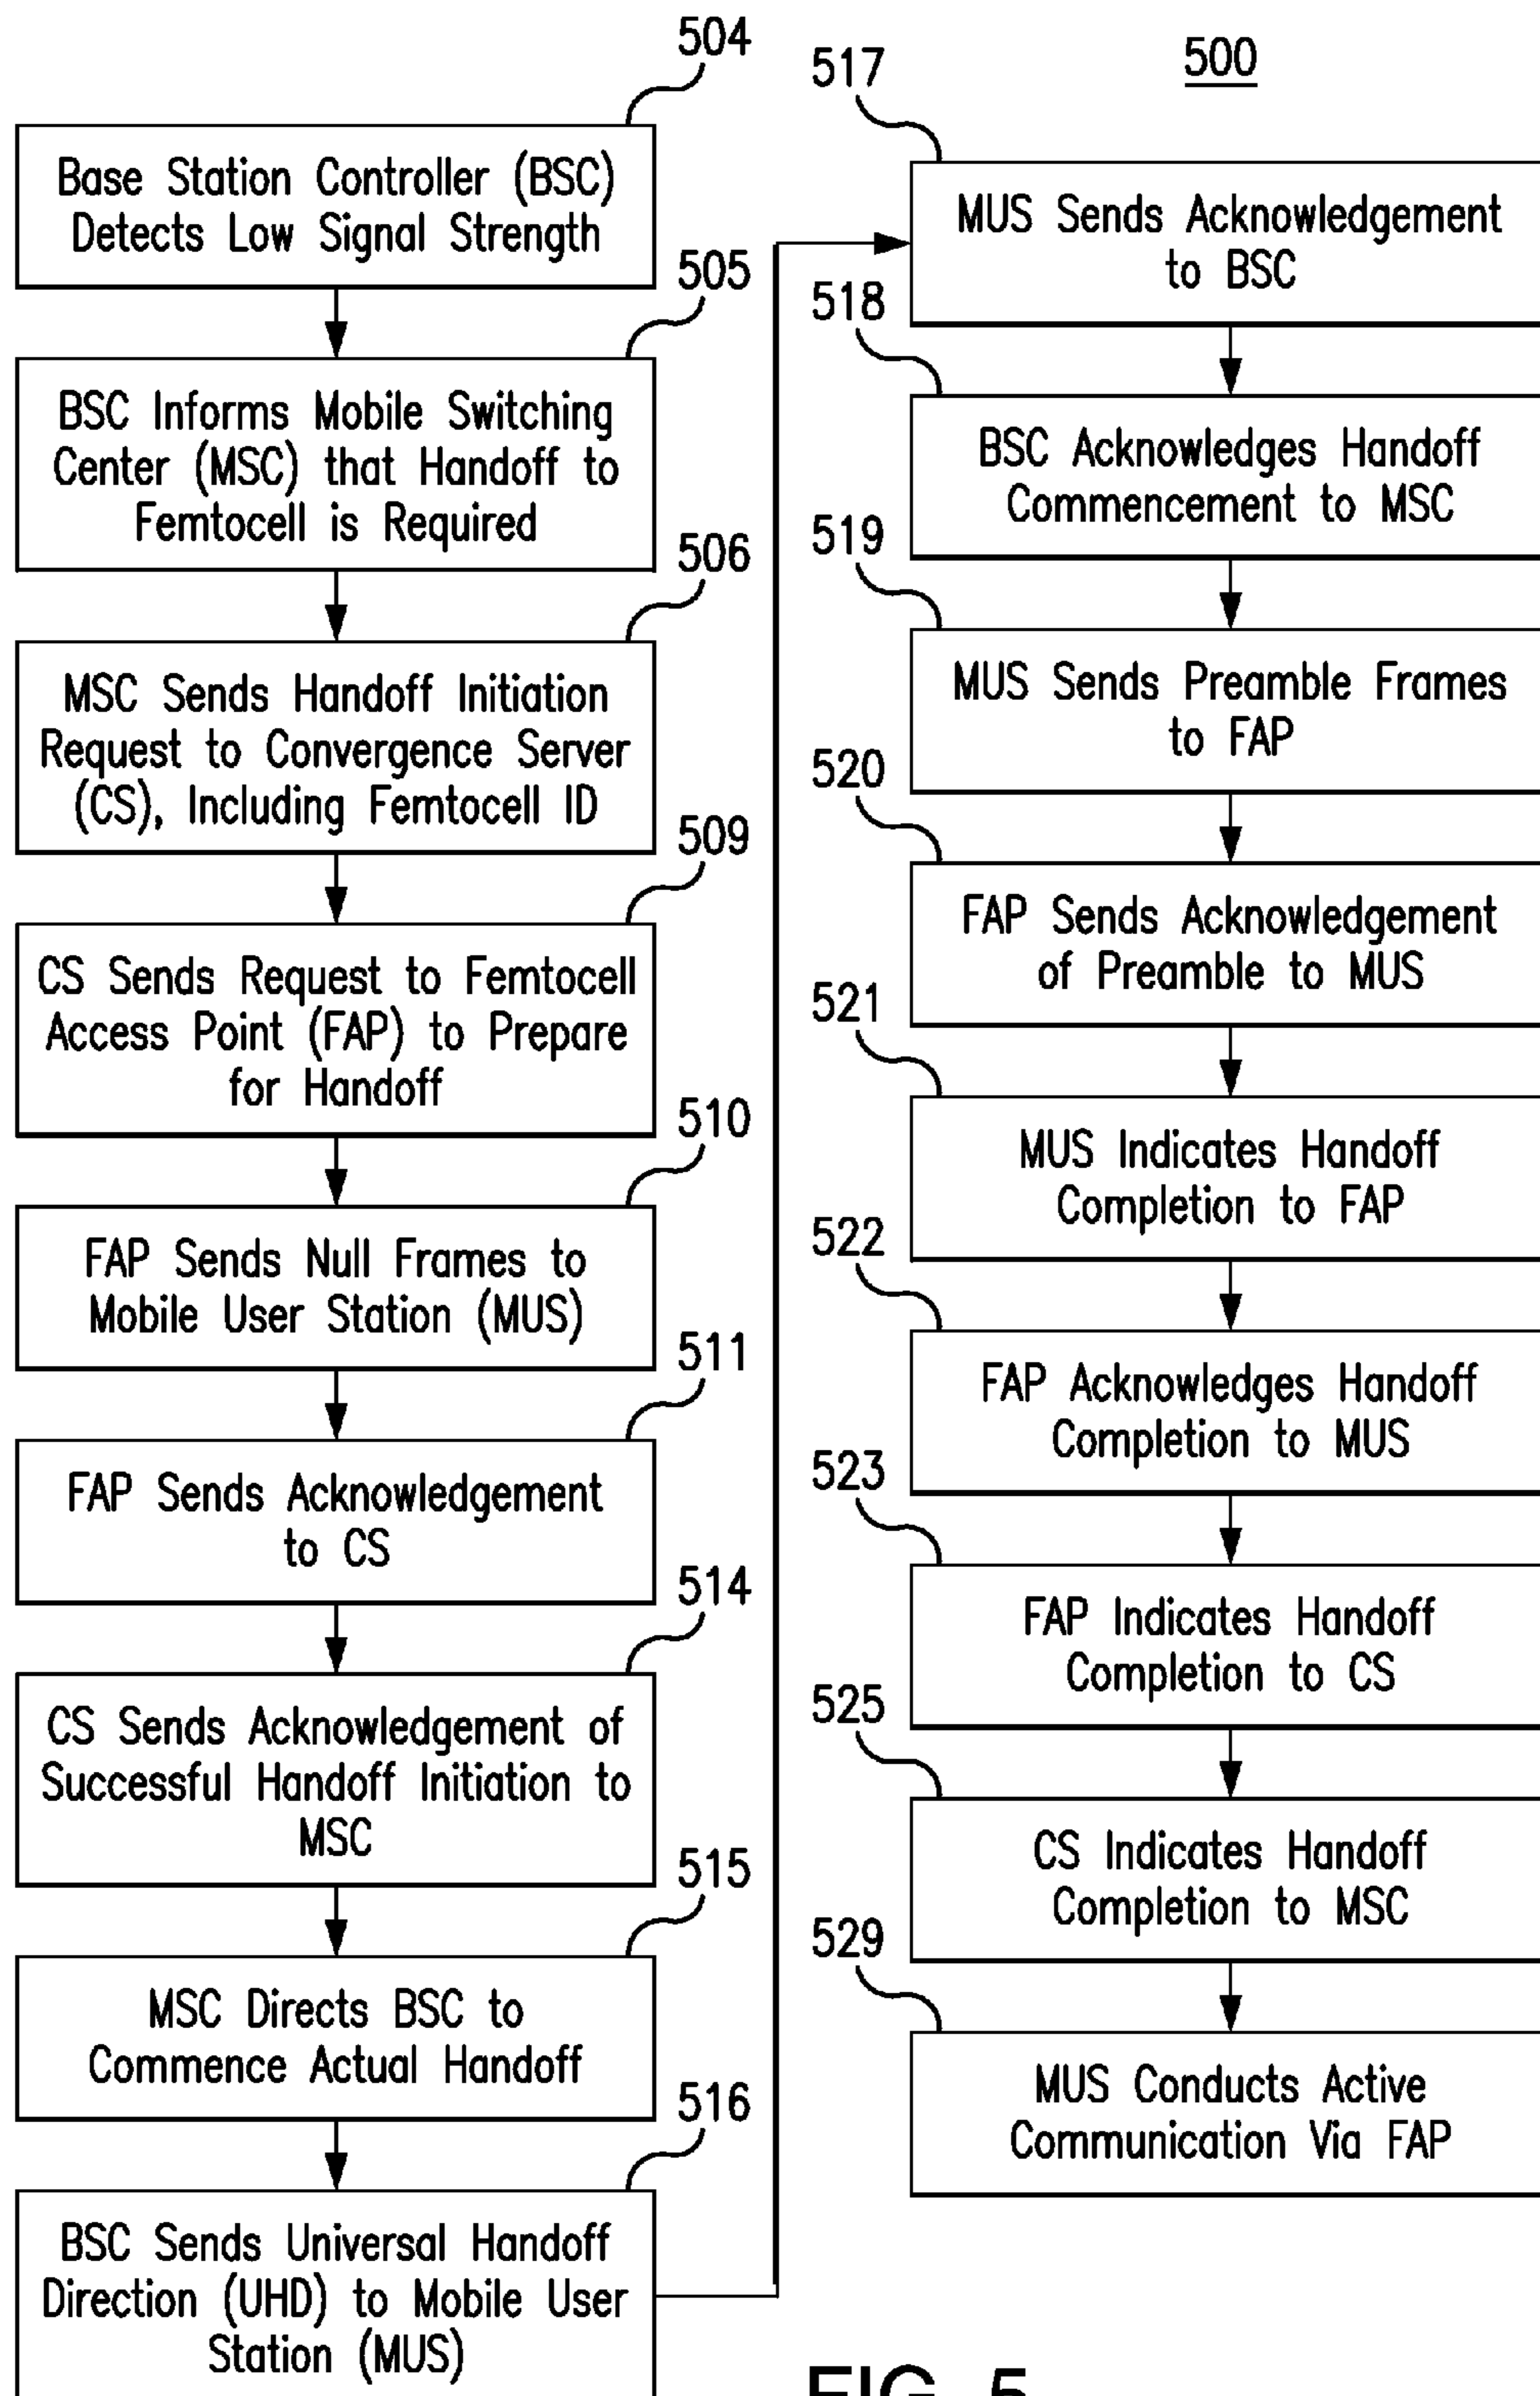 504
Base Station Controller (BSC)
Detects Low Signal Strength
505
BSC Informs Mobile Switching
Center (MSC) that Handoff to
Femtocell is Required
506
MSC Sends Handoff Initiation
Request to Convergence Server
(CS), Including Femtocell ID
509
CS Sends Request to Femtocell
Access Point (FAP) to Prepare
for Handoff
510
FAP Sends Null Frames to
Mobile User Station (MUS)
511
FAP Sends Acknowledgement
to CS
514
CS Sends Acknowledgement of
Successful Handoff Initiation to
MSC
515
MSC Directs BSC to
Commence Actual Handoff
516
BSC Sends Universal Handoff
Direction (UHD) to Mobile User
Station (MUS)
500
517
MUS Sends Acknowledgement
to BSC
518
BSC Acknowledges Handoff
Commencement to MSC
519
MUS Sends Preamble Frames
to FAP
520
FAP Sends Acknowledgement
of Preamble to MUS
521
MUS Indicates Handoff
Completion to FAP
522
FAP Acknowledges Handoff
Completion to MUS
523
FAP Indicates Handoff
Completion to CS
525
CS Indicates Handoff
Completion to MSC
529
MUS Conducts Active
Communication Via FAP
FIG. 5